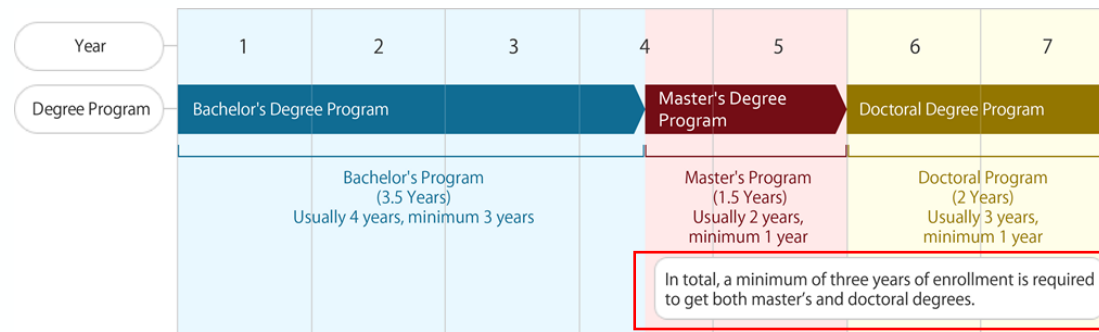 Year
1 2 3 4 5 6 7
Degree Program
Bachelor's Degree Program
Master's Degree
Program
Doctoral Degree Program
Bachelor's Program
(3.5 Years)
Usually 4 years, minimum 3 years
Master's Program
(1.5 Years)
Usually 2 years,
minimum 1 year
Doctoral Program
(2 Years)
Usually 3 years,
minimum 1 year
In total, a minimum of three years of enrollment is required
to get both master’s and doctoral degrees.